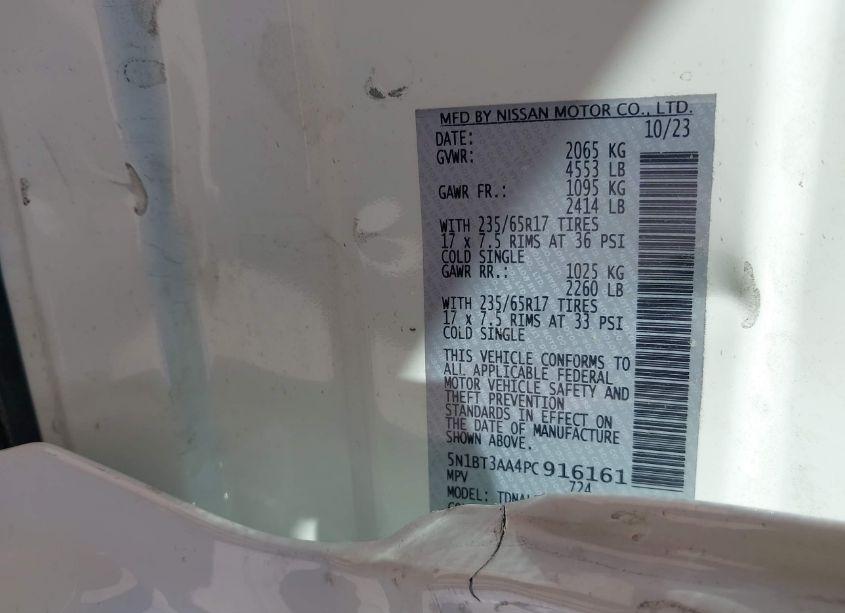 MFD BY NISSAN MOTOR CO., LTD.
DATE: 10/23
GVWR: 2065 KG
4553 LB
GAWR FR.: 1095 KG
2414 LB
WITH 235/65R17 TIRES
17 x 7.5 RIMS AT 36 PSI
COLD SINGLE
GAWR RR.: 1025 KG
2260 LB
WITH 235/65R17 TIRES
17 x 7.5 RIMS AT 33 PSI
COLD SINGLE
THIS VEHICLE CONFORMS TO
ALL APPLICABLE FEDERAL
MOTOR VEHICLE SAFETY AND
THEFT PREVENTION
STANDARDS IN EFFECT ON
THE DATE OF MANUFACTURE
SHOWN ABOVE.
5N1BT3AA4PC916161
MPV 724
MODEL: